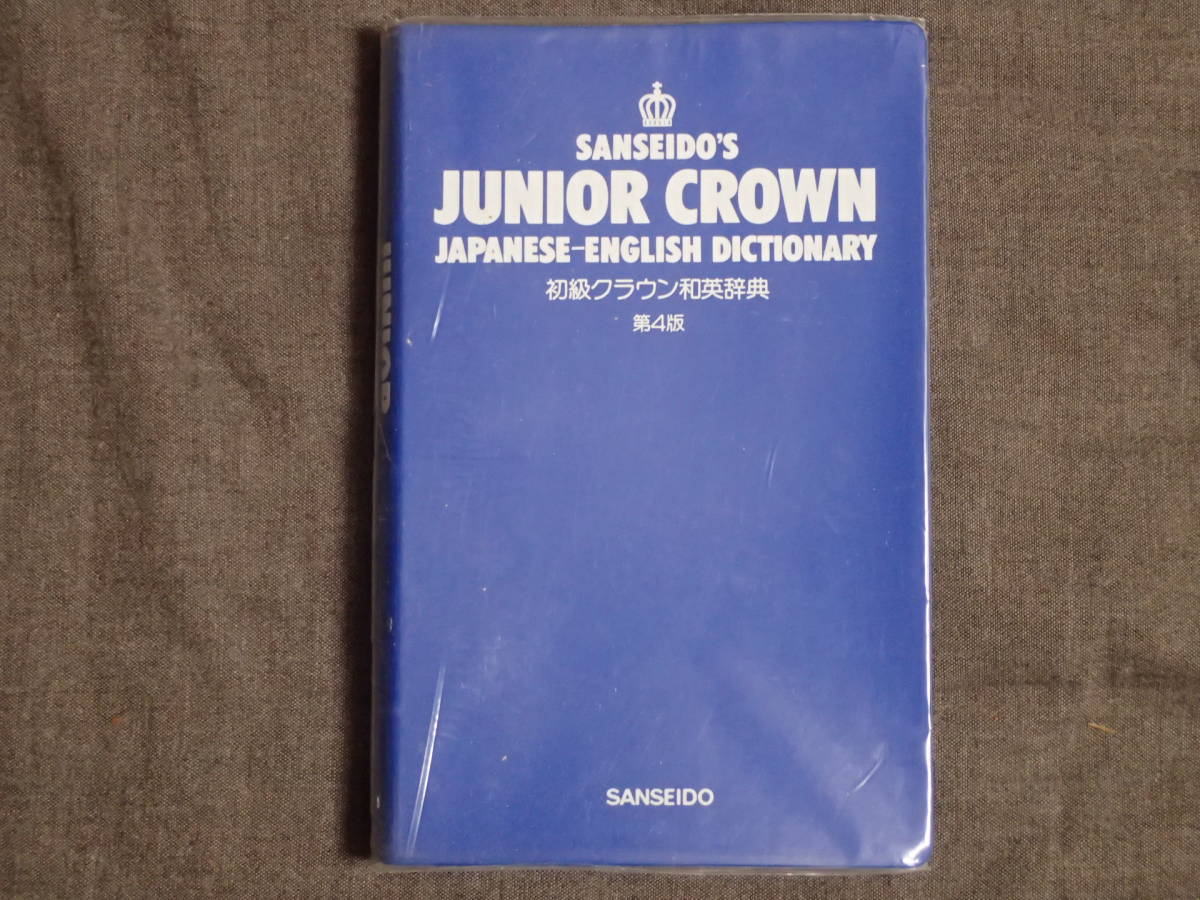 SANSEIDO'S
JUNIOR CROWN
JAPANESE-ENGLISH DICTIONARY
初級クラウン和英辞典
第4版
SANSEIDO
JUNIOR